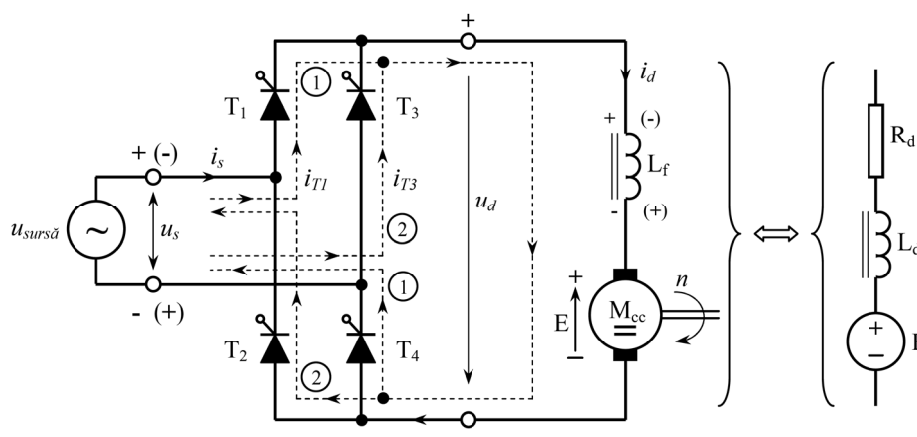 +
i_d
1
T₁
T₃
+
(-)
L_f
-
(+)
R_d
+ (-)
i_s
i_T1
i_T3
u_d
u_sursă
~
u_s
2
1
L_d
- (+)
+
E
-
M_cc
=
n
+
-
T₂
T₄
2
-